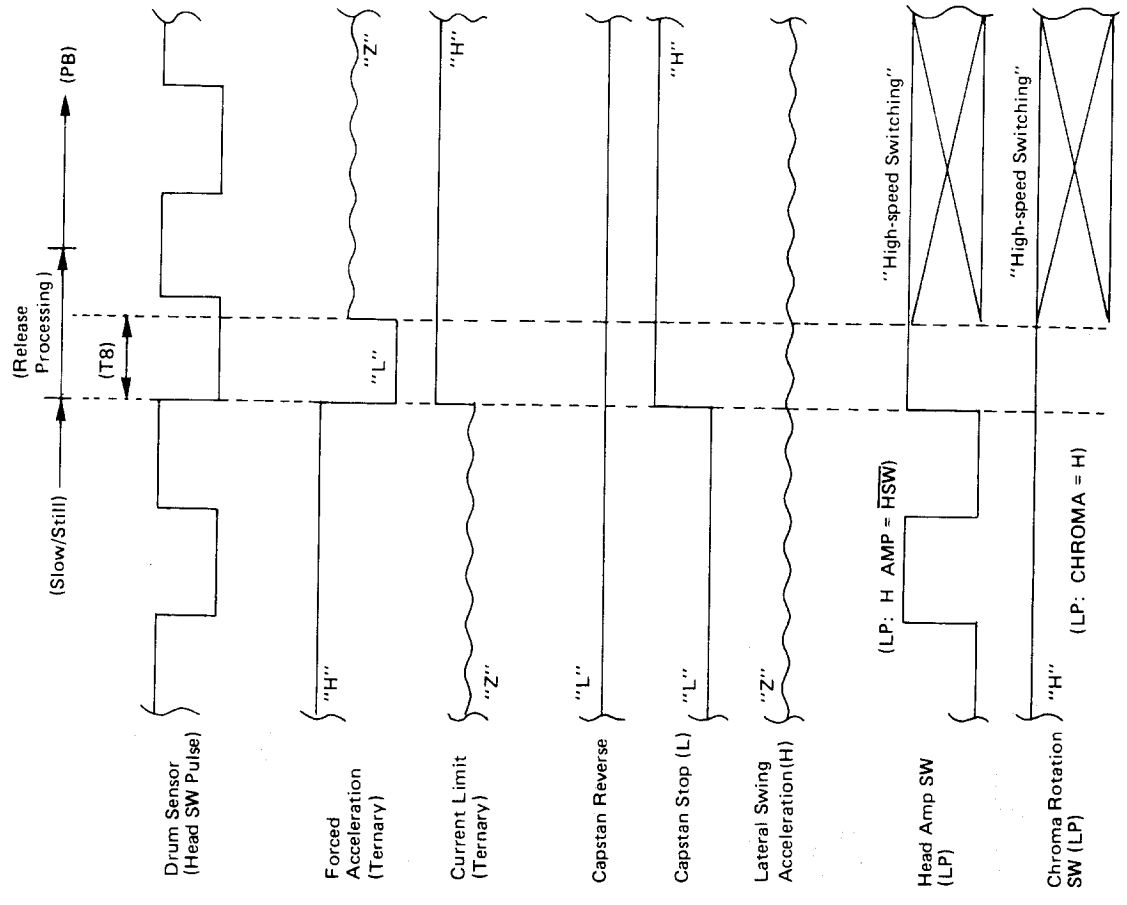 (Slow/Still)
(Release
Processing)
(PB)
(T8)
Drum Sensor
(Head SW Pulse)
Forced
Acceleration
(Ternary)
"H"
"L"
"Z"
Current Limit
(Ternary)
"Z"
"H"
Capstan Reverse
"L"
Capstan Stop (L)
"L"
"H"
Lateral Swing
Acceleration(H)
"Z"
Head Amp SW
(LP)
(LP: H AMP = H̅S̅W̅)
"High-speed Switching"
Chroma Rotation
SW (LP)
"H"
(LP: CHROMA = H)
"High-speed Switching"